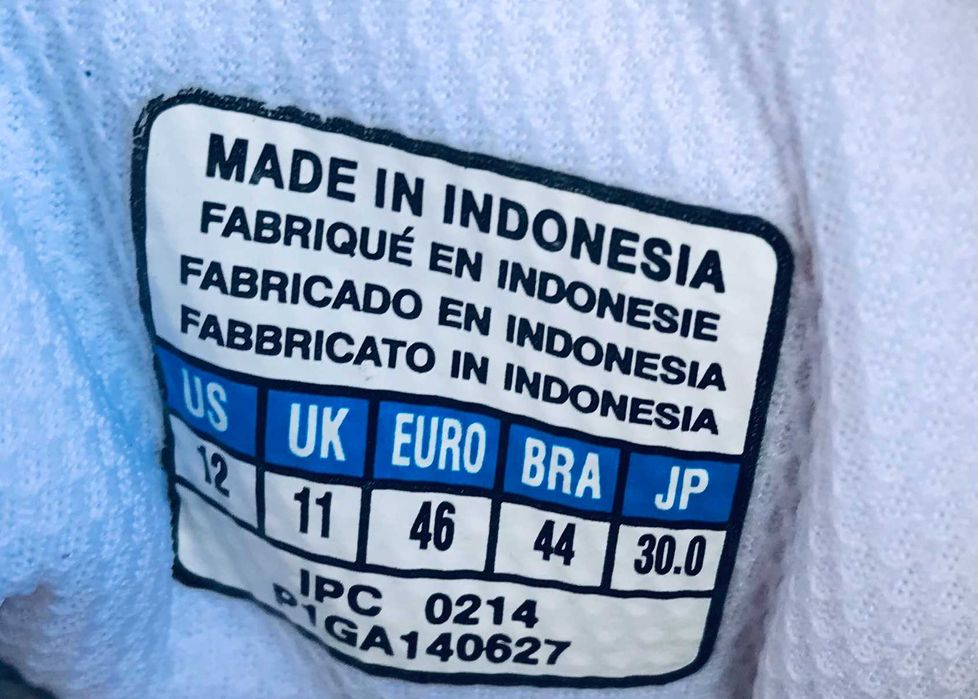 MADE IN INDONESIA
FABRIQUÉ EN INDONESIE
FABRICADO EN INDONESIA
FABBRICATO IN INDONESIA
US UK EURO BRA JP
12 11 46 44 30.0
IPC 0214
P1GA140627